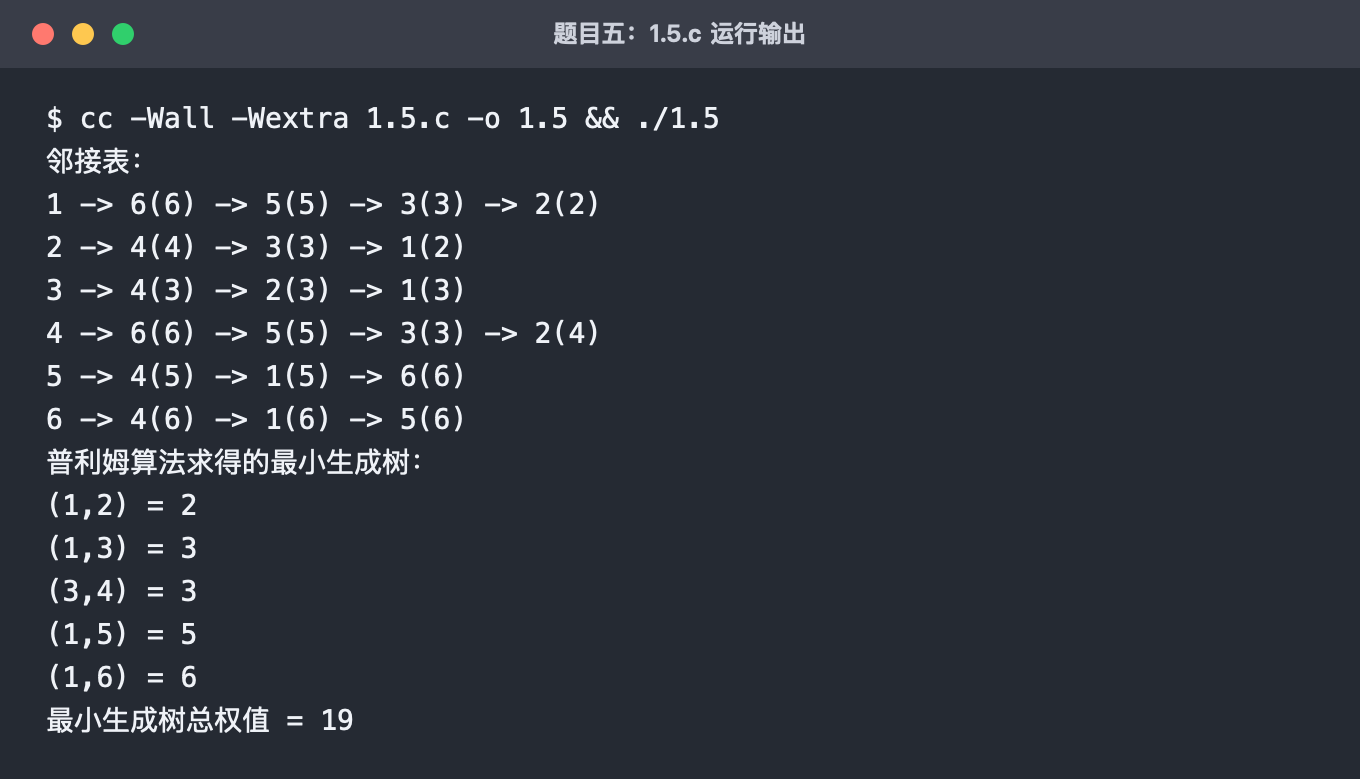 题目五：1.5.c 运行输出
$ cc -Wall -Wextra 1.5.c -o 1.5 && ./1.5
邻接表：
1 -> 6(6) -> 5(5) -> 3(3) -> 2(2)
2 -> 4(4) -> 3(3) -> 1(2)
3 -> 4(3) -> 2(3) -> 1(3)
4 -> 6(6) -> 5(5) -> 3(3) -> 2(4)
5 -> 4(5) -> 1(5) -> 6(6)
6 -> 4(6) -> 1(6) -> 5(6)
普利姆算法求得的最小生成树：
(1,2) = 2
(1,3) = 3
(3,4) = 3
(1,5) = 5
(1,6) = 6
最小生成树总权值 = 19